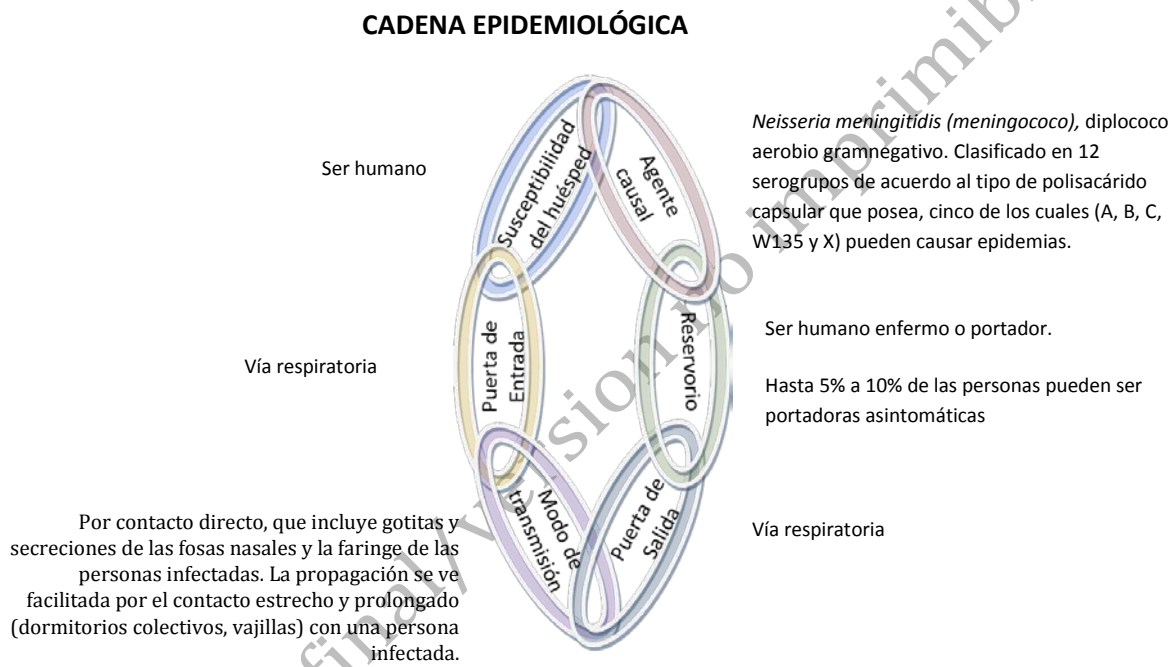 CADENA EPIDEMIOLÓGICA
Ser humano
Susceptibilidad
del huésped
Agente
causal
Neisseria meningitidis (meningococo), diplococo
aerobio gramnegativo. Clasificado en 12
serogrupos de acuerdo al tipo de polisacárido
capsular que posea, cinco de los cuales (A, B, C,
W135 y X) pueden causar epidemias.
Vía respiratoria
Puerta de
Entrada
Reservorio
Ser humano enfermo o portador.
Hasta 5% a 10% de las personas pueden ser
portadoras asintomáticas
Por contacto directo, que incluye gotitas y
secreciones de las fosas nasales y la faringe de las
personas infectadas. La propagación se ve
facilitada por el contacto estrecho y prolongado
(dormitorios colectivos, vajillas) con una persona
infectada.
Modo de
transmisión
Puerta de
Salida
Vía respiratoria
final/version no imprimib